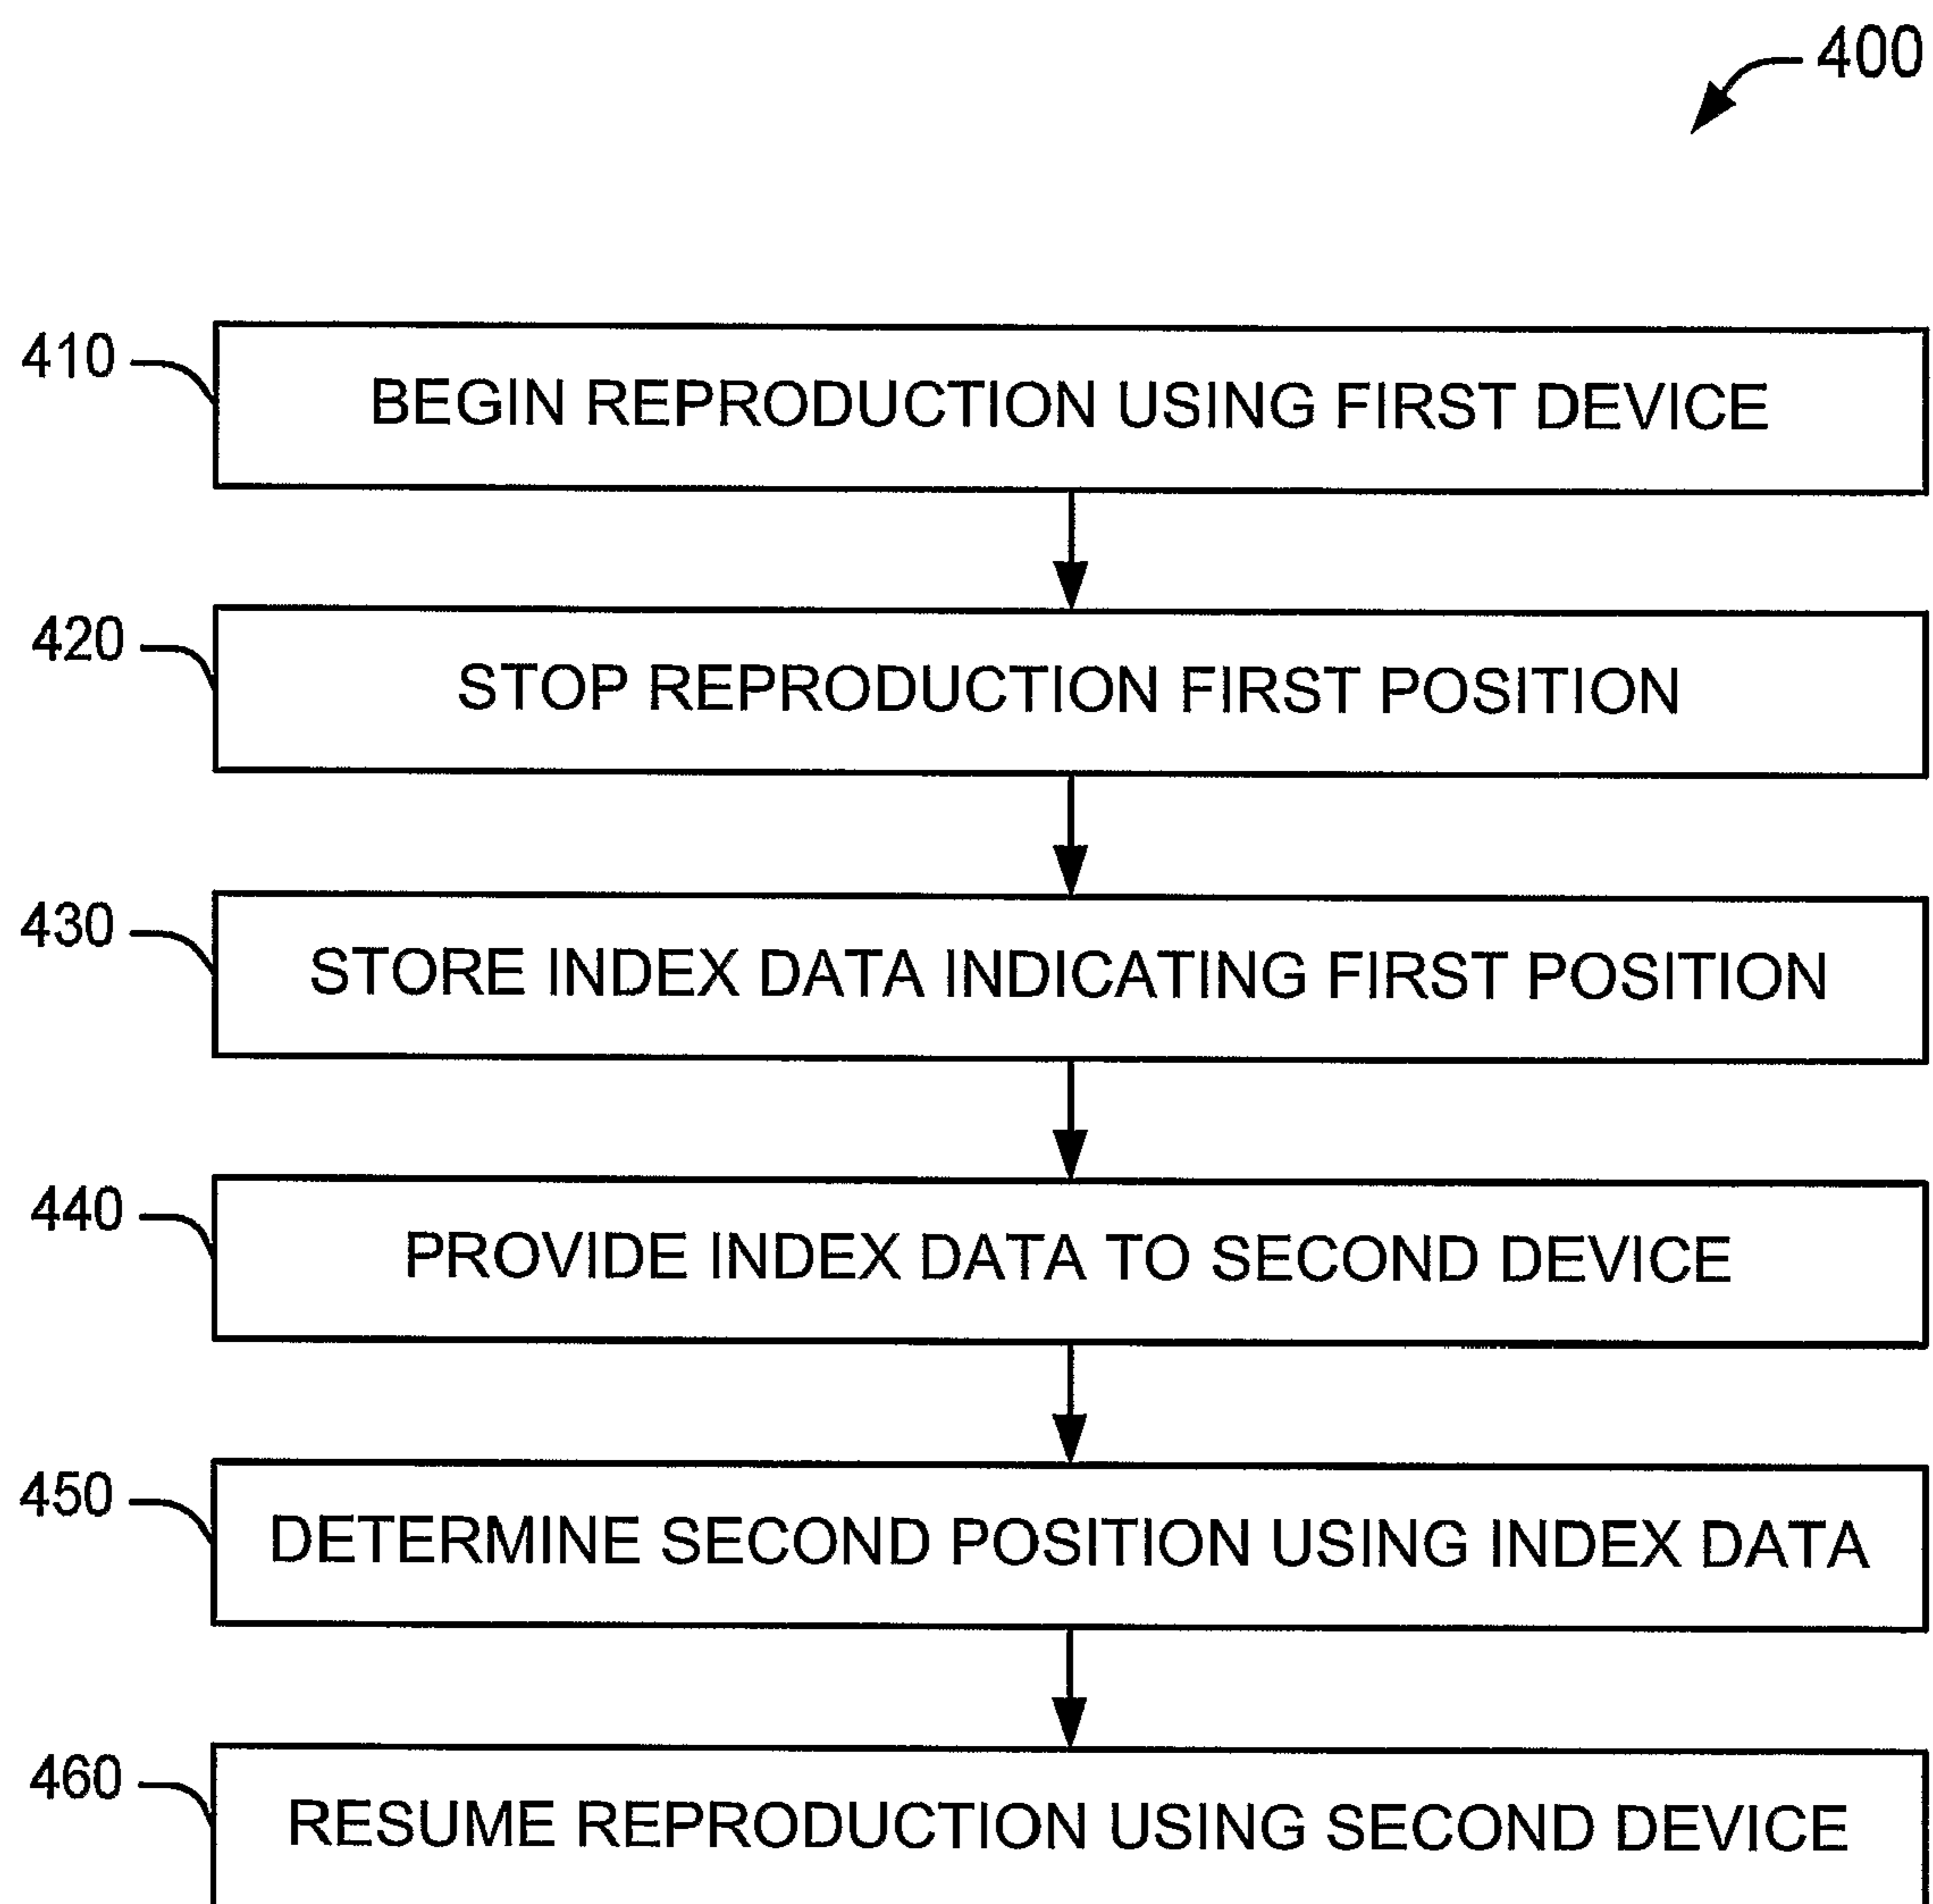 400
410
BEGIN REPRODUCTION USING FIRST DEVICE
420
STOP REPRODUCTION FIRST POSITION
430
STORE INDEX DATA INDICATING FIRST POSITION
440
PROVIDE INDEX DATA TO SECOND DEVICE
450
DETERMINE SECOND POSITION USING INDEX DATA
460
RESUME REPRODUCTION USING SECOND DEVICE